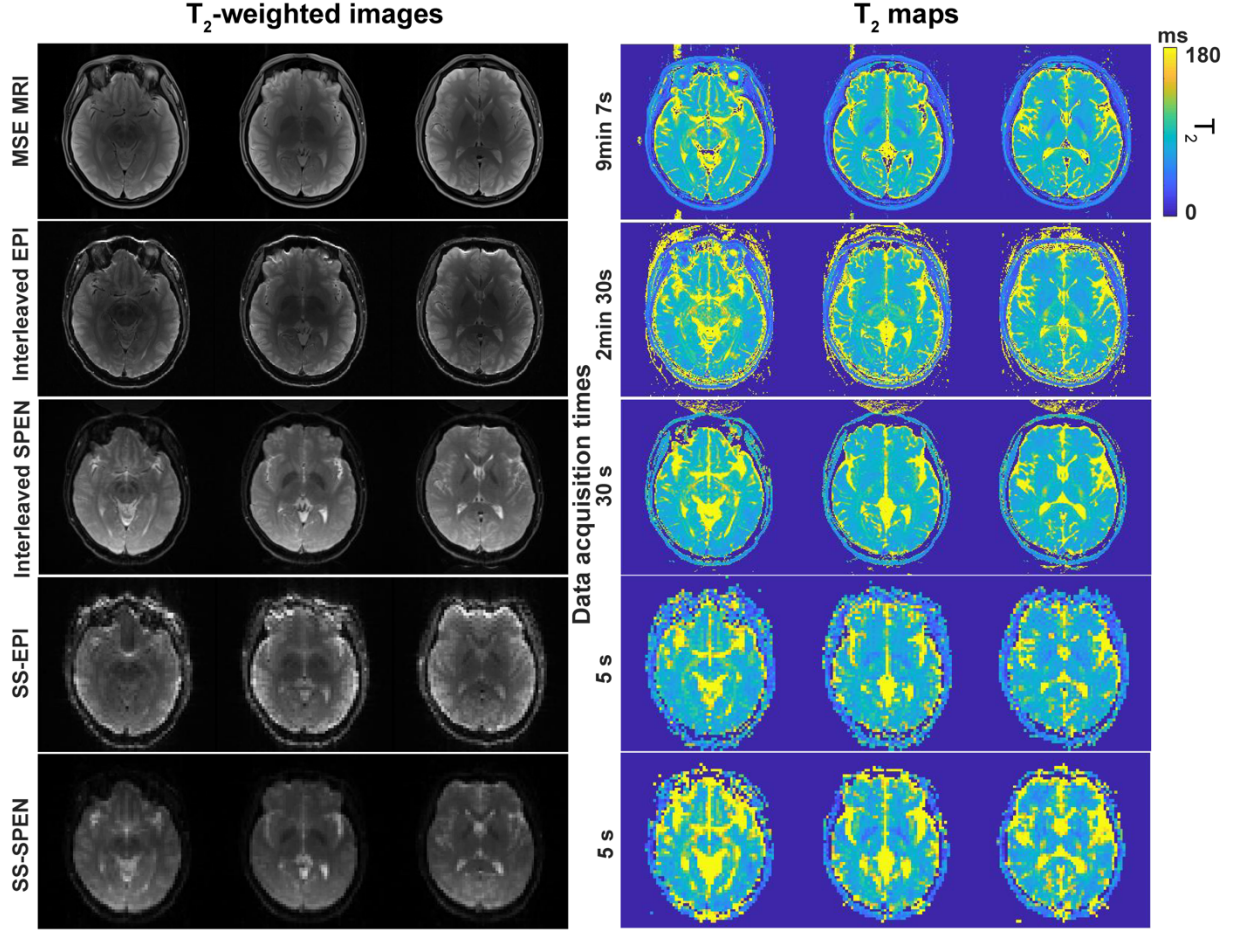 T2-weighted images
T2 maps
ms
180
T2
0
MSE MRI
9min 7s
Interleaved EPI
2min 30s
Interleaved SPEN
Data acquisition times
30 s
SS-EPI
5 s
SS-SPEN
5 s